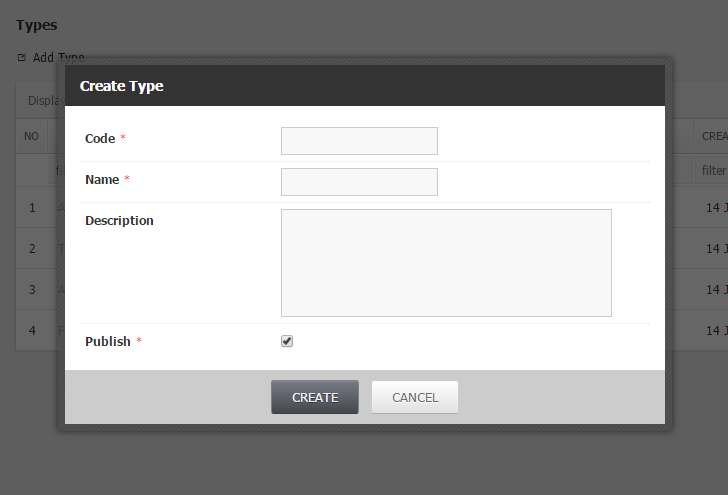 Types
Add Type
Create Type
Displa
NO
CREA
Code *
filter
Name *
1
14 J
Description
2
14 J
3
14 J
4
14 J
Publish *
CREATE
CANCEL